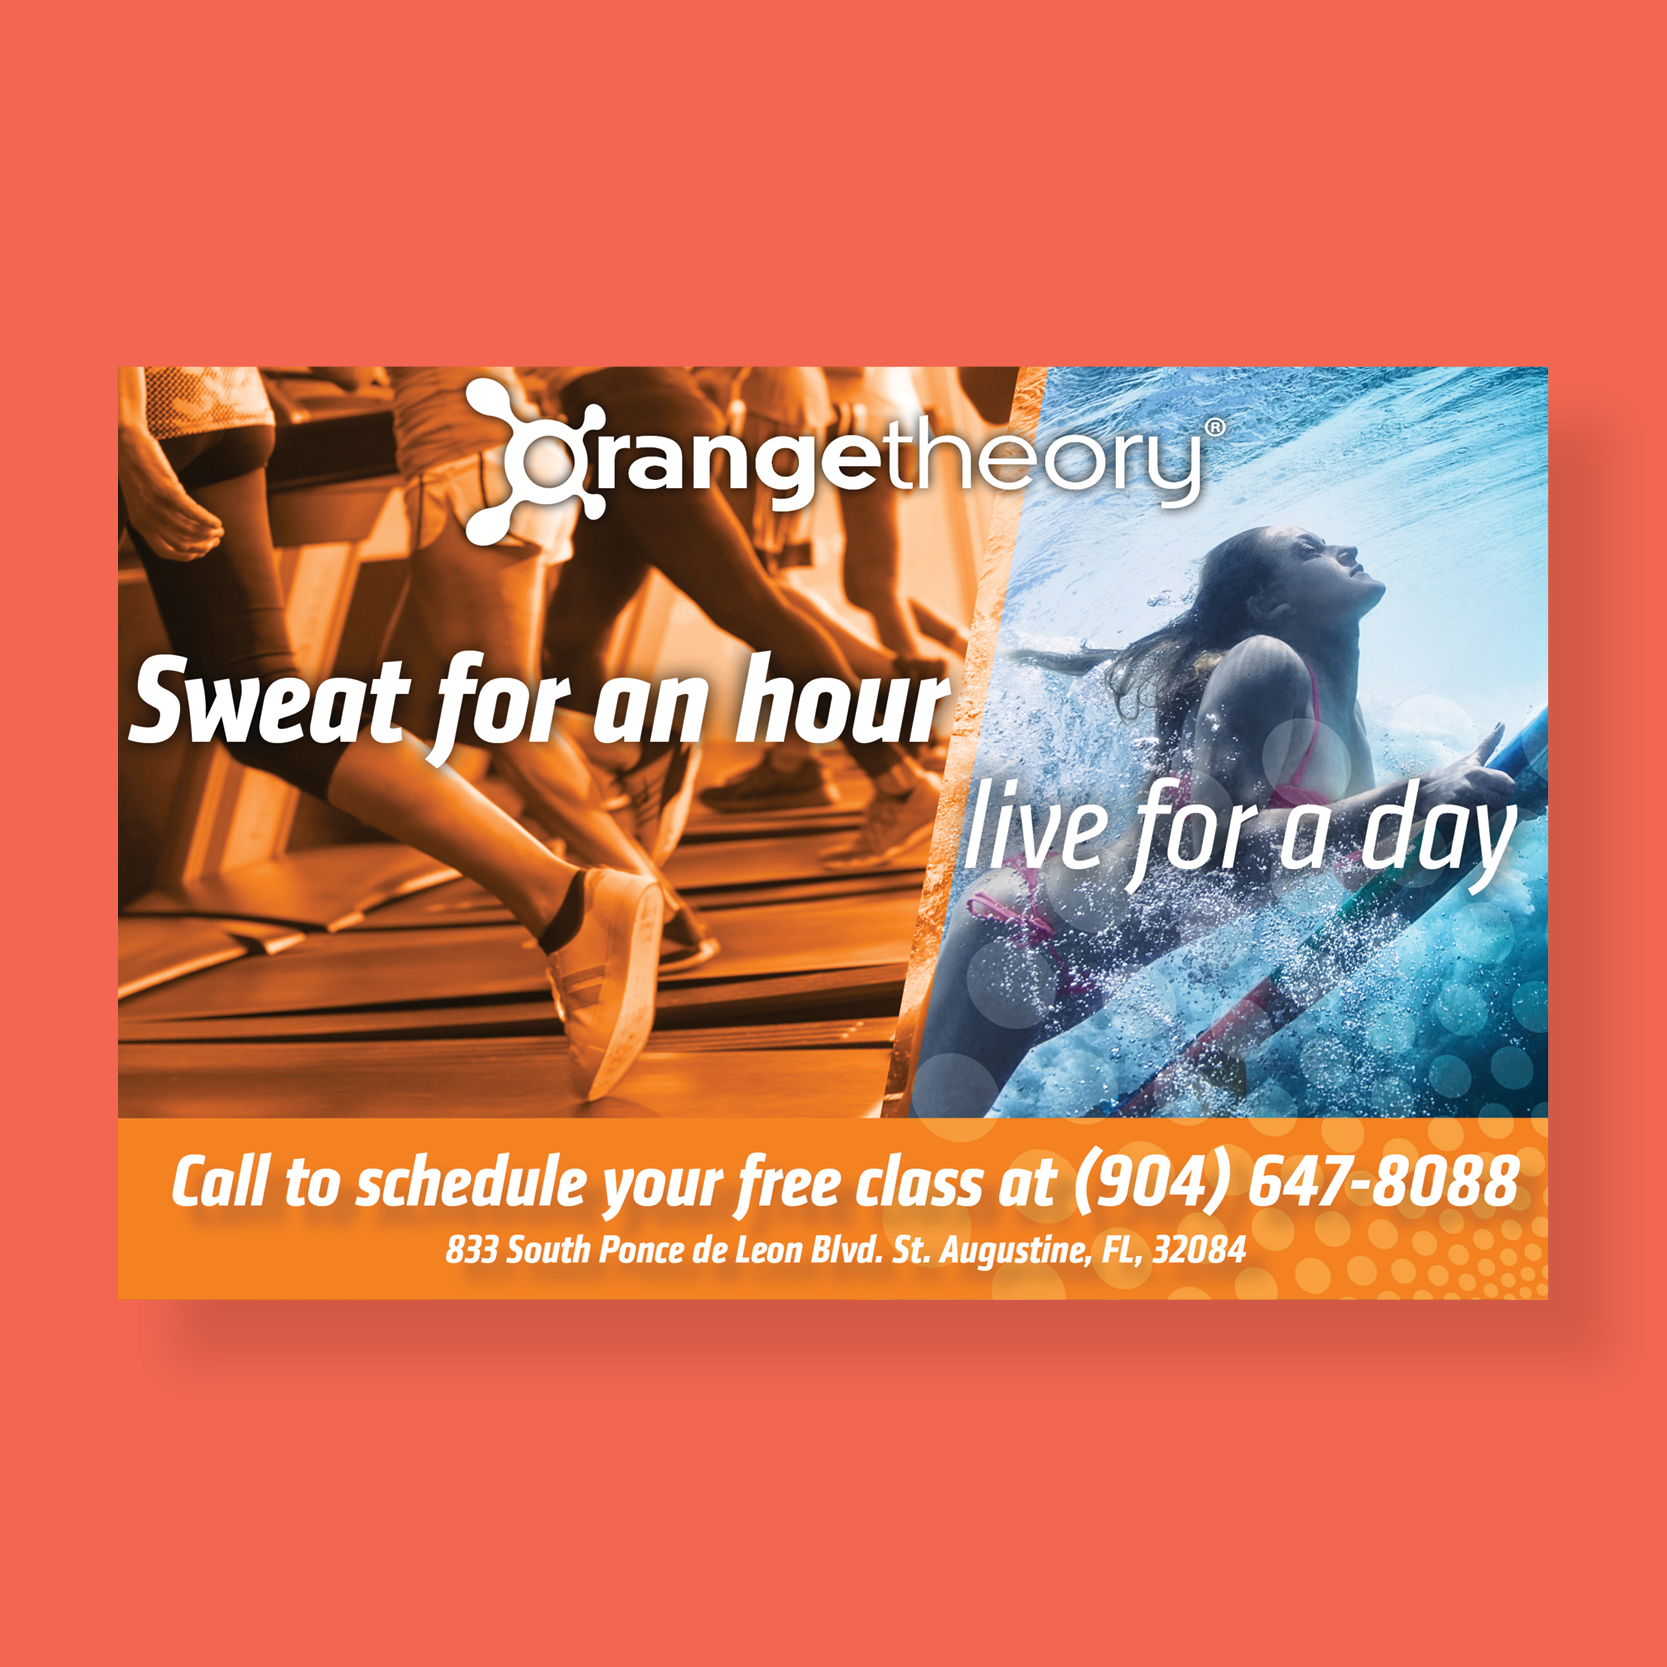 Orangetheory®
Sweat for an hour
live for a day
Call to schedule your free class at (904) 647-8088
833 South Ponce de Leon Blvd. St. Augustine, FL, 32084